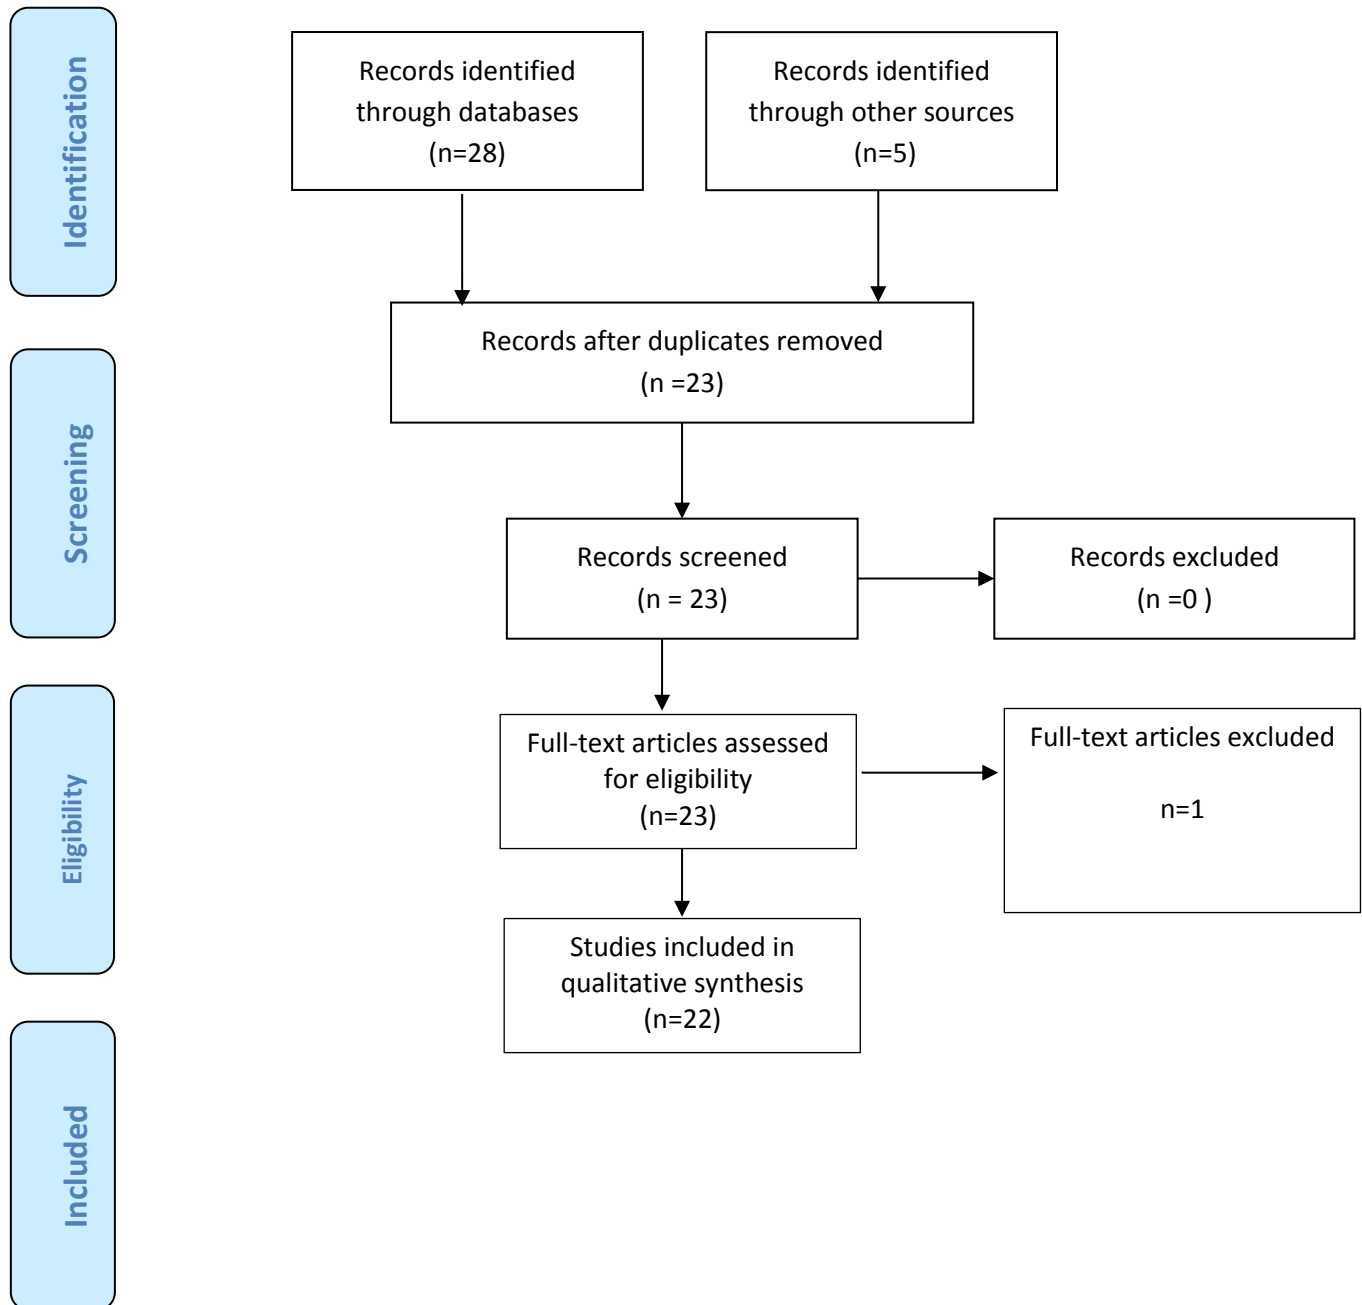 Identification
Records identified
through databases
(n=28)
Records identified
through other sources
(n=5)
Records after duplicates removed
(n =23)
Screening
Records screened
(n = 23)
Records excluded
(n =0 )
Eligibility
Full-text articles assessed
for eligibility
(n=23)
Full-text articles excluded
n=1
Studies included in
qualitative synthesis
(n=22)
Included